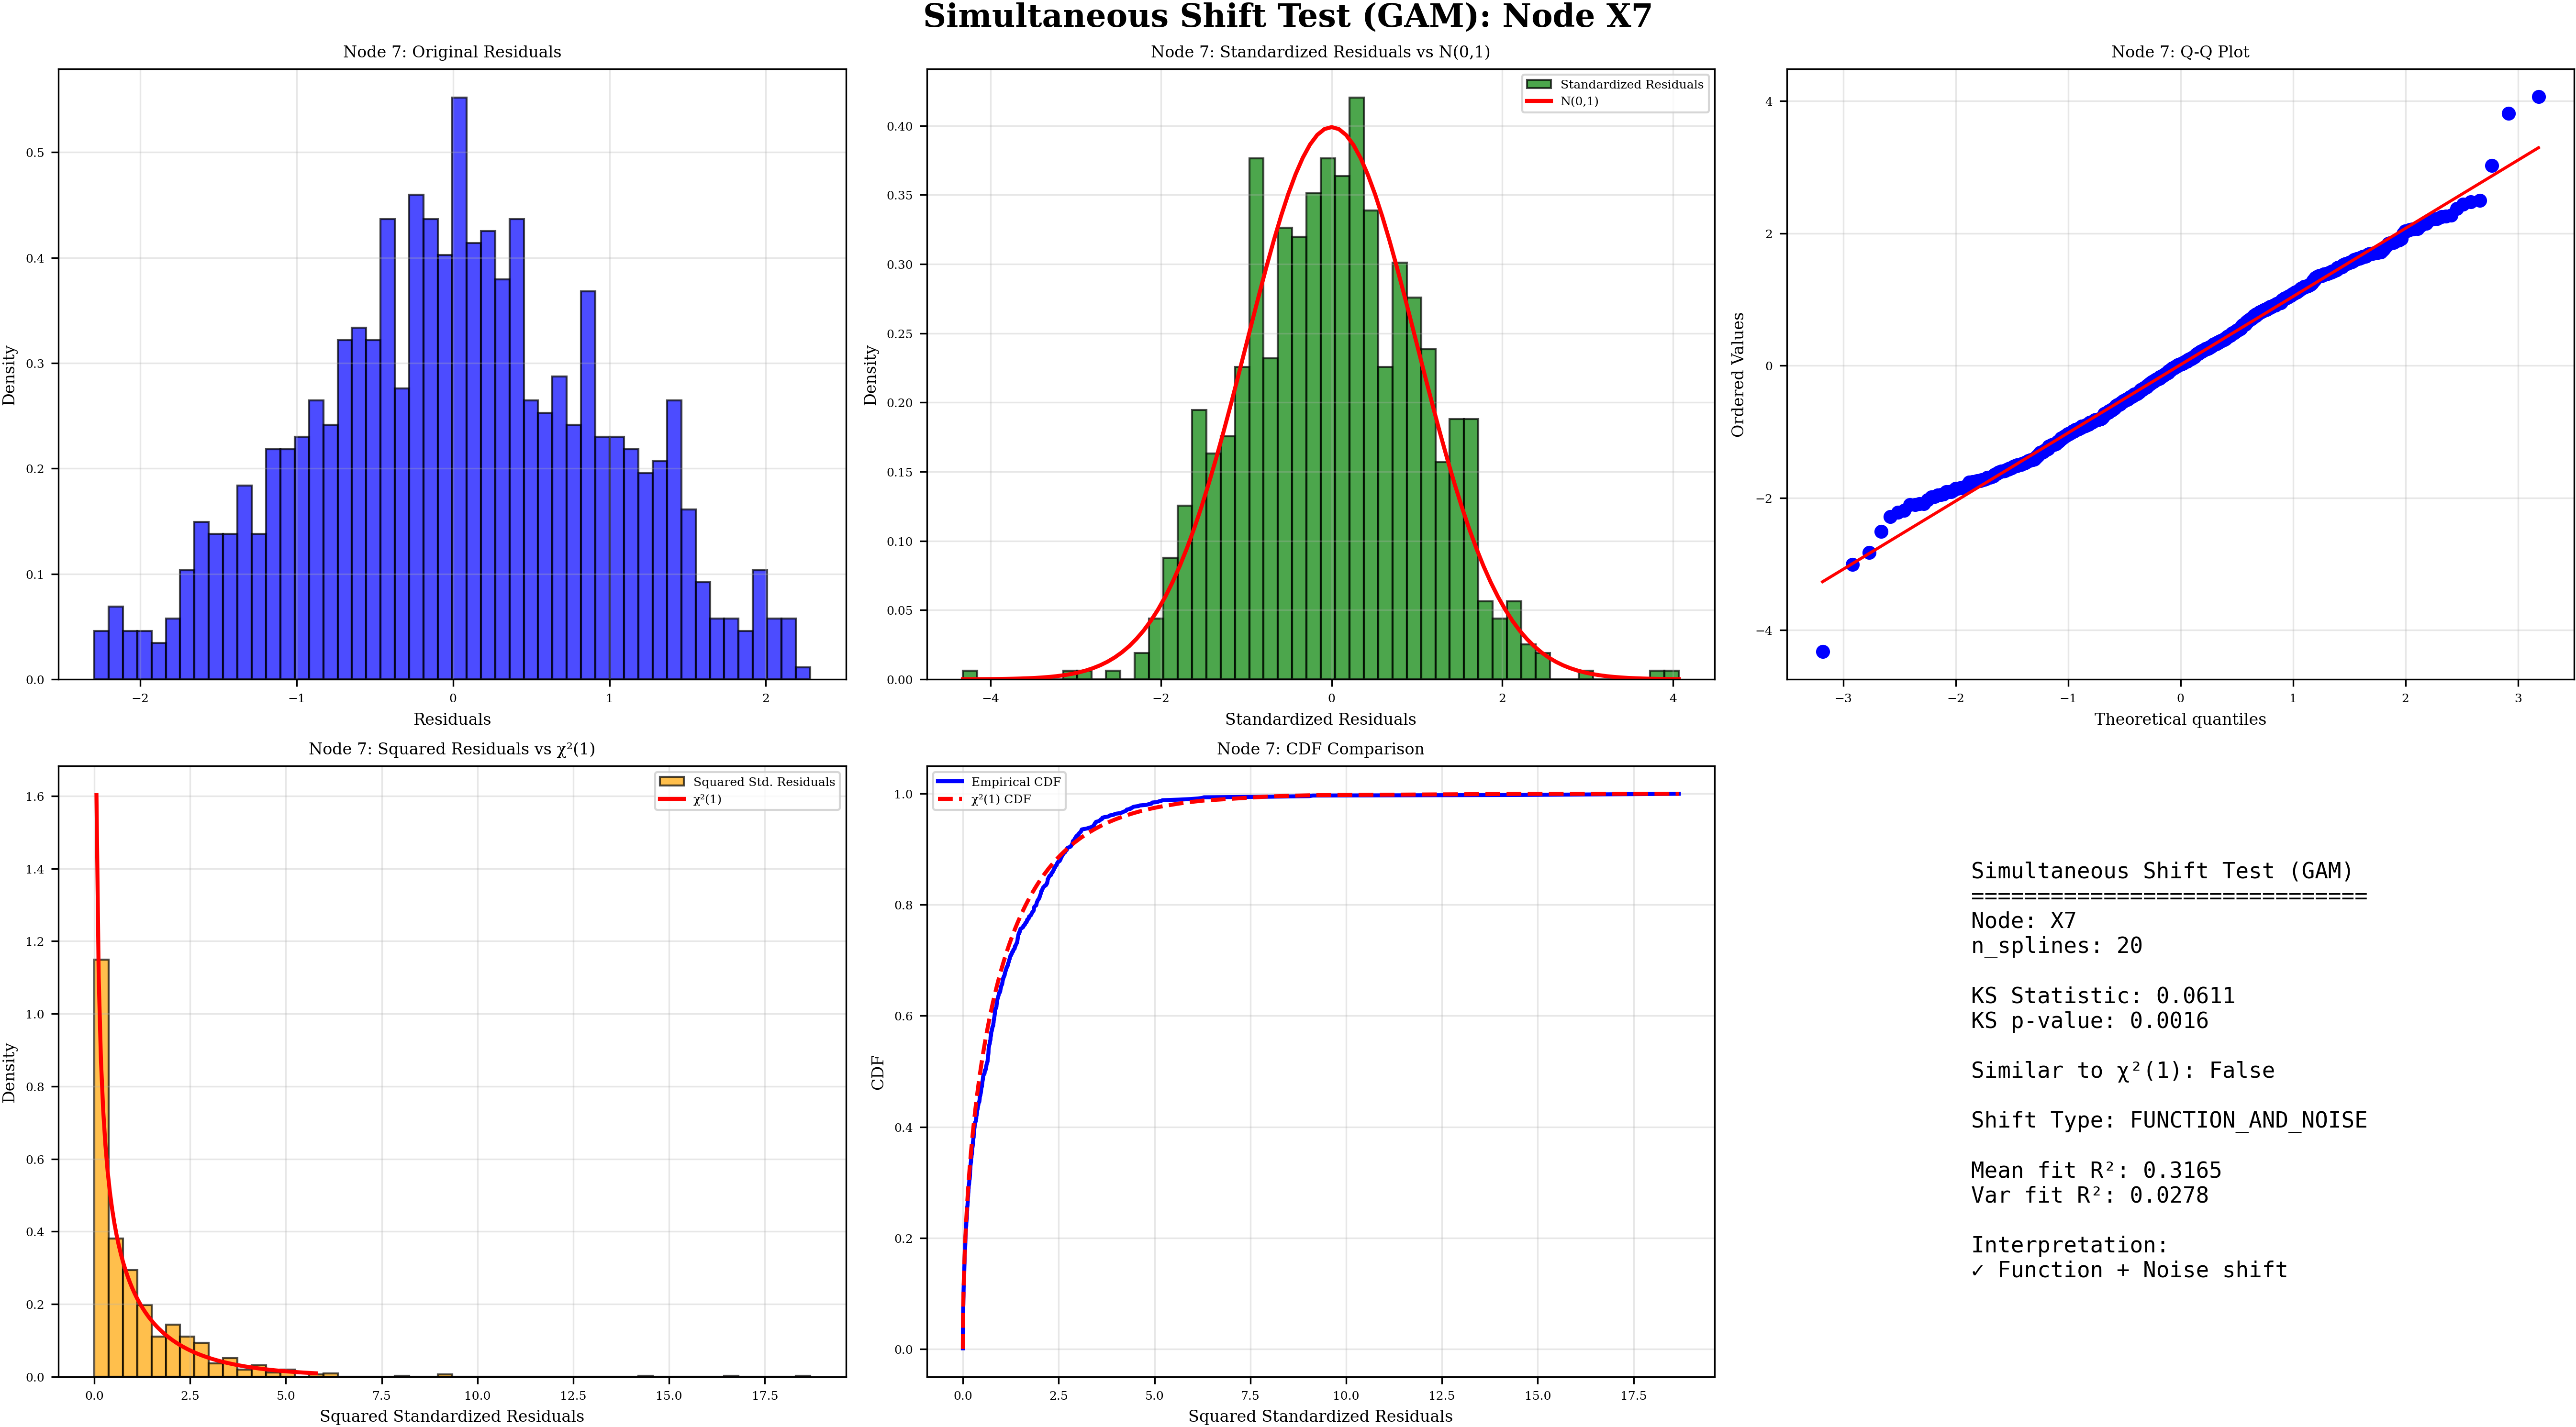 Simultaneous Shift Test (GAM): Node X7
Node 7: Original Residuals
Density
0.5
0.4
0.3
0.2
0.1
0.0
−2
−1
0
1
2
Residuals
Node 7: Standardized Residuals vs N(0,1)
Standardized Residuals
N(0,1)
Density
0.40
0.35
0.30
0.25
0.20
0.15
0.10
0.05
0.00
−4
−2
0
2
4
Standardized Residuals
Node 7: Q-Q Plot
Ordered Values
4
2
0
−2
−4
−3
−2
−1
0
1
2
3
Theoretical quantiles
Node 7: Squared Residuals vs χ²(1)
Squared Std. Residuals
χ²(1)
Density
1.6
1.4
1.2
1.0
0.8
0.6
0.4
0.2
0.0
0.0
2.5
5.0
7.5
10.0
12.5
15.0
17.5
Squared Standardized Residuals
Node 7: CDF Comparison
Empirical CDF
χ²(1) CDF
CDF
1.0
0.8
0.6
0.4
0.2
0.0
0.0
2.5
5.0
7.5
10.0
12.5
15.0
17.5
Squared Standardized Residuals
Simultaneous Shift Test (GAM)
==============================
Node: X7
n_splines: 20
KS Statistic: 0.0611
KS p-value: 0.0016
Similar to χ²(1): False
Shift Type: FUNCTION_AND_NOISE
Mean fit R²: 0.3165
Var fit R²: 0.0278
Interpretation:
✓ Function + Noise shift